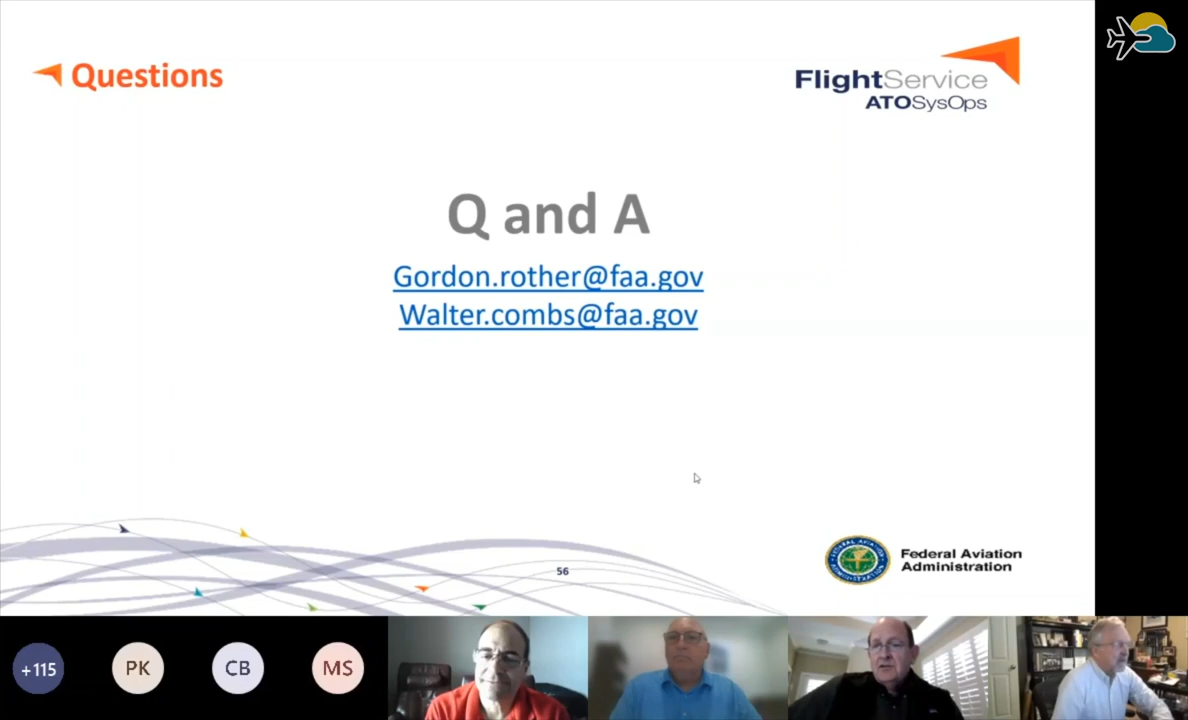 Questions
FlightService
ATOSysOps
Q and A
Gordon.rother@faa.gov
Walter.combs@faa.gov
56
Federal Aviation
Administration
+115
PK
CB
MS